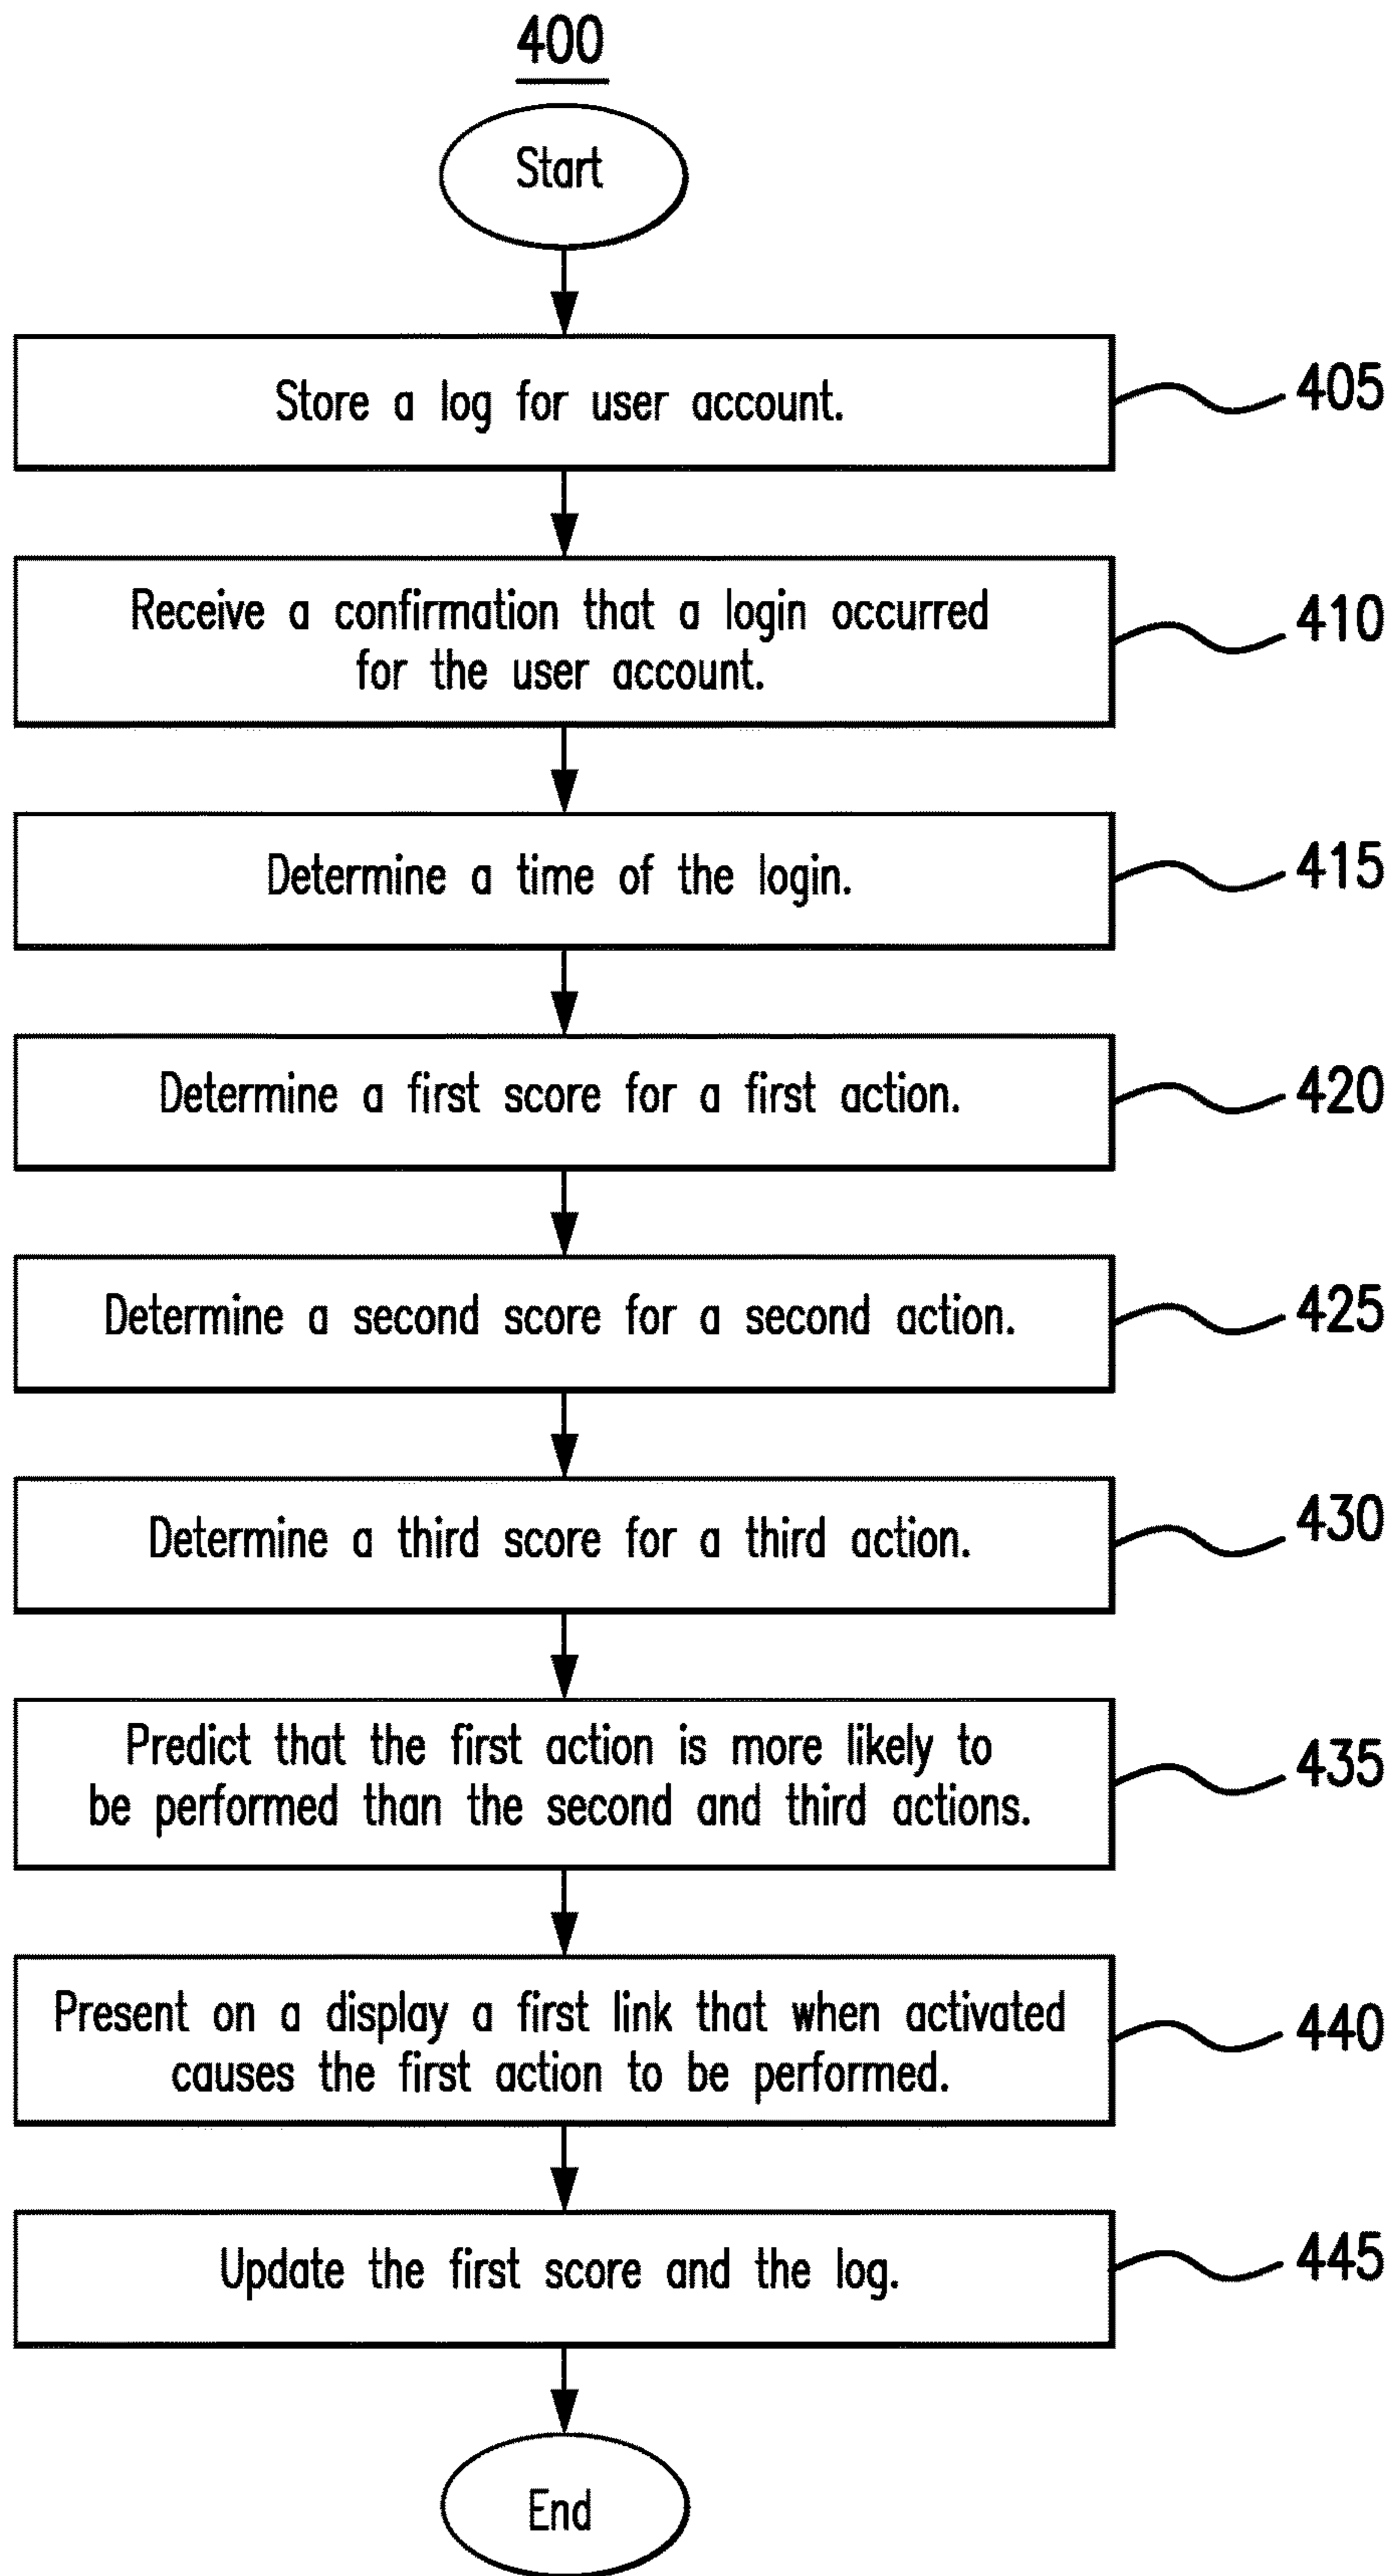 400
Start
Store a log for user account.
405
Receive a confirmation that a login occurred
for the user account.
410
Determine a time of the login.
415
Determine a first score for a first action.
420
Determine a second score for a second action.
425
Determine a third score for a third action.
430
Predict that the first action is more likely to
be performed than the second and third actions.
435
Present on a display a first link that when activated
causes the first action to be performed.
440
Update the first score and the log.
445
End